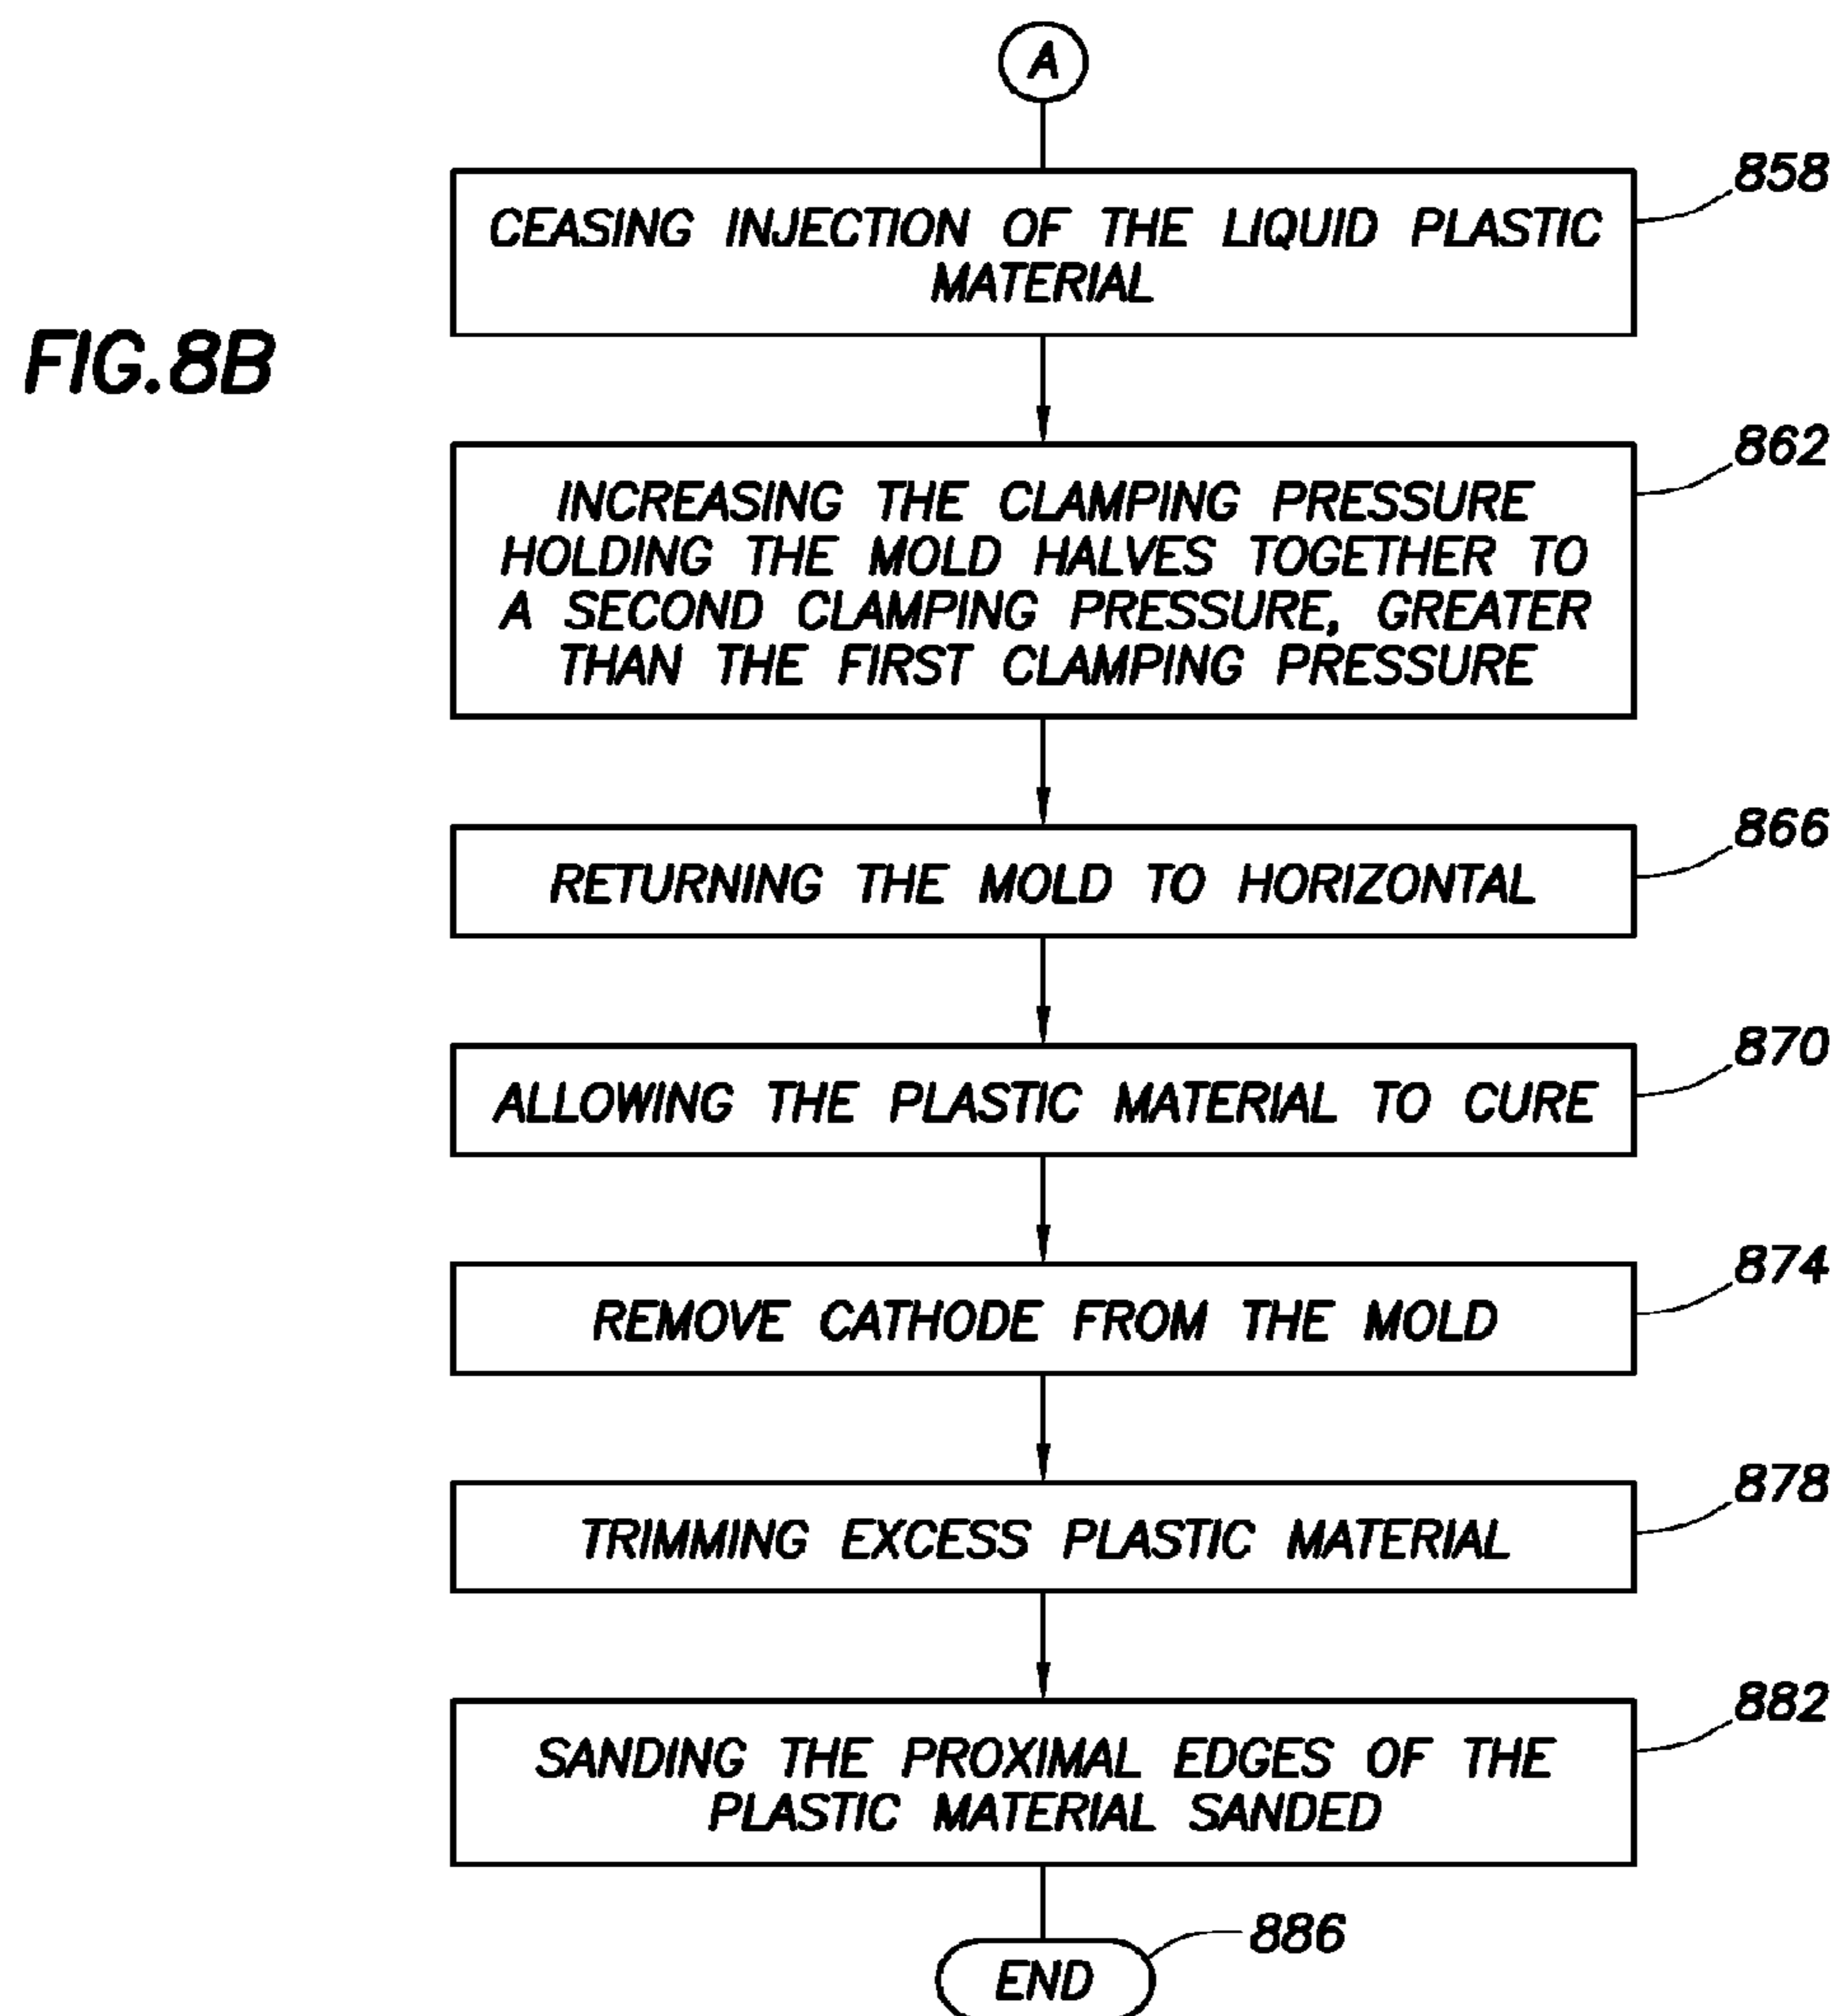 A
858
CEASING INJECTION OF THE LIQUID PLASTIC
MATERIAL
FIG.8B
862
INCREASING THE CLAMPING PRESSURE
HOLDING THE MOLD HALVES TOGETHER TO
A SECOND CLAMPING PRESSURE, GREATER
THAN THE FIRST CLAMPING PRESSURE
866
RETURNING THE MOLD TO HORIZONTAL
870
ALLOWING THE PLASTIC MATERIAL TO CURE
874
REMOVE CATHODE FROM THE MOLD
878
TRIMMING EXCESS PLASTIC MATERIAL
882
SANDING THE PROXIMAL EDGES OF THE
PLASTIC MATERIAL SANDED
886
END